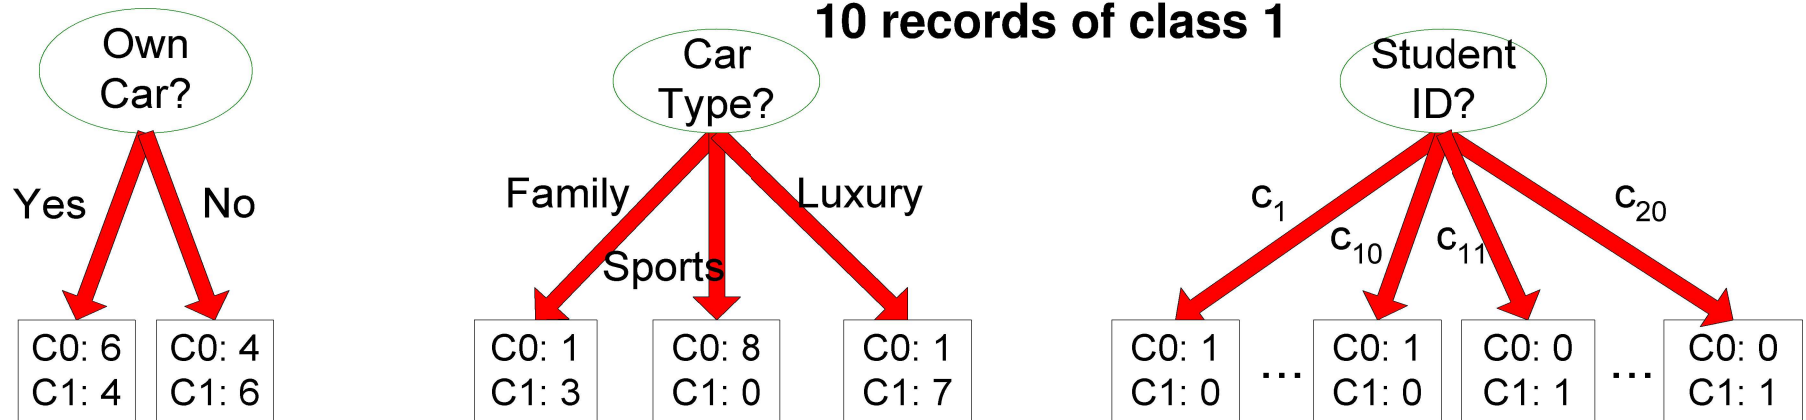 10 records of class 1
Own
Car?
Yes
No
C0: 6
C1: 4
C0: 4
C1: 6
Car
Type?
Family
Sports
Luxury
C0: 1
C1: 3
C0: 8
C1: 0
C0: 1
C1: 7
Student
ID?
c1
c10
c11
c20
C0: 1
C1: 0
...
C0: 1
C1: 0
C0: 0
C1: 1
...
C0: 0
C1: 1